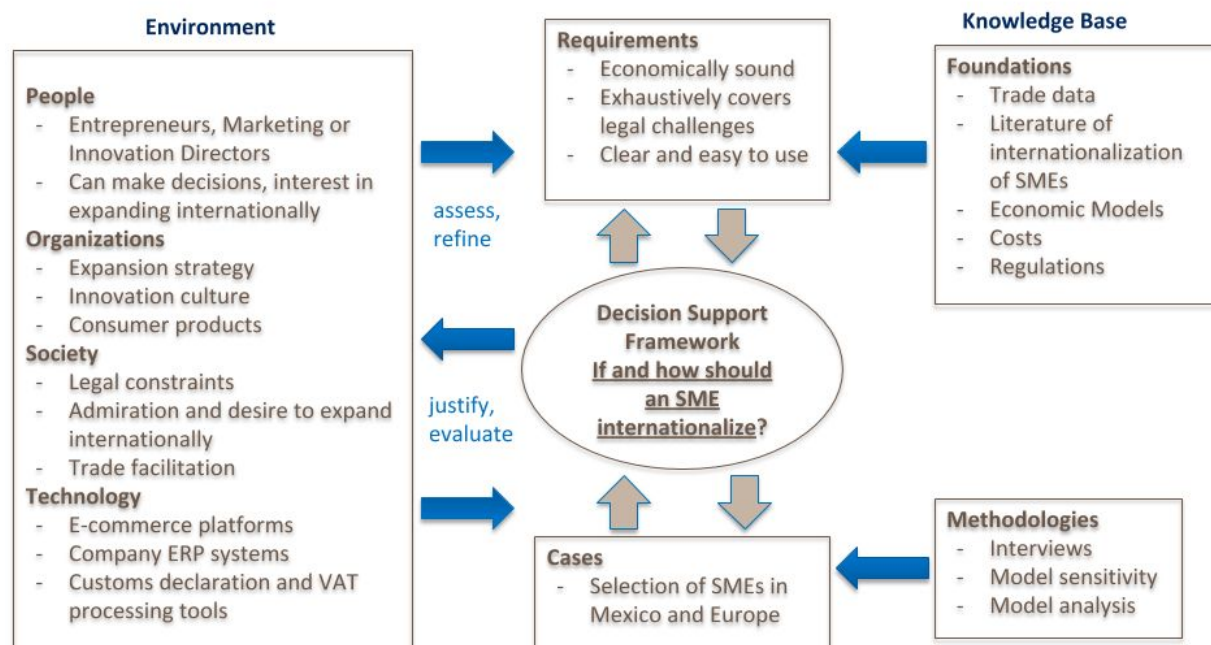 Environment
People
- Entrepreneurs, Marketing or
Innovation Directors
- Can make decisions, interest in
expanding internationally
Organizations
- Expansion strategy
- Innovation culture
- Consumer products
Society
- Legal constraints
- Admiration and desire to expand
internationally
- Trade facilitation
Technology
- E-commerce platforms
- Company ERP systems
- Customs declaration and VAT
processing tools
assess,
refine
justify,
evaluate
Requirements
- Economically sound
- Exhaustively covers
legal challenges
- Clear and easy to use
Decision Support
Framework
If and how should
an SME
internationalize?
Cases
- Selection of SMEs in
Mexico and Europe
Knowledge Base
Foundations
- Trade data
- Literature of
internationalization
of SMEs
- Economic Models
- Costs
- Regulations
Methodologies
- Interviews
- Model sensitivity
- Model analysis